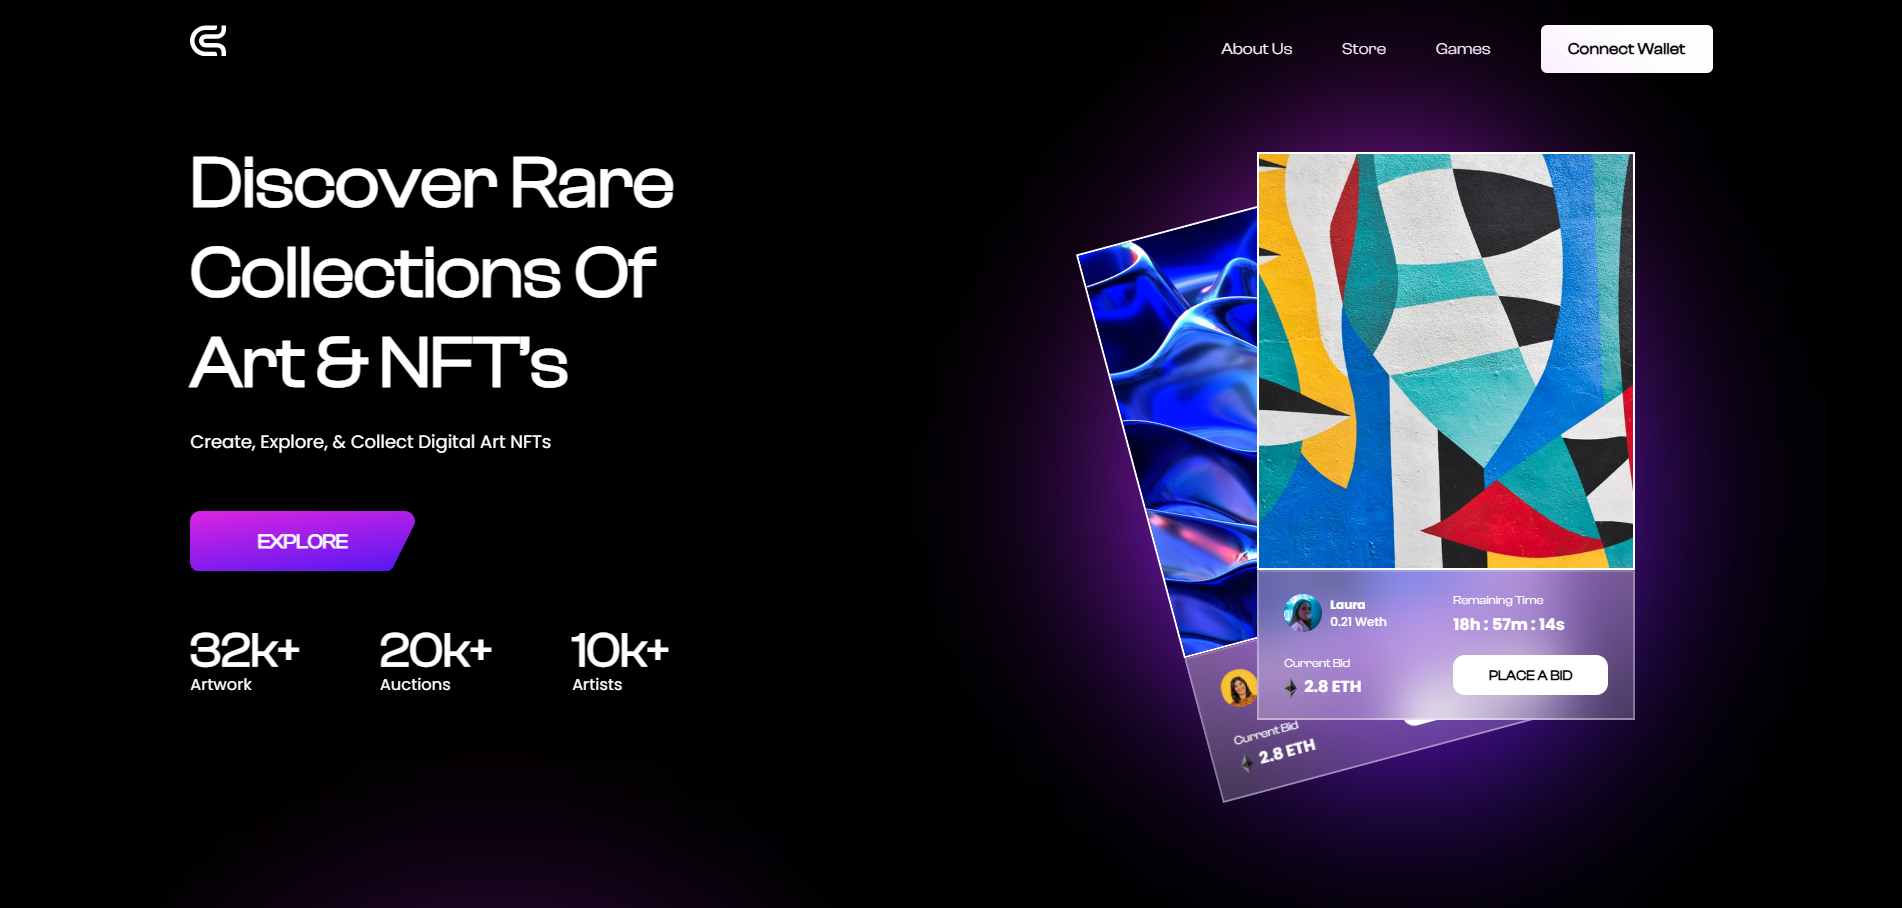 About Us
Store
Games
Connect Wallet
Discover Rare
Collections Of
Art & NFT's
Create, Explore, & Collect Digital Art NFTs
EXPLORE
32k+
Artwork
20k+
Auctions
10k+
Artists
Laura
0.21 Weth
Remaining Time
18h : 57m : 14s
Current Bid
2.8 ETH
PLACE A BID
Current Bid
2.8 ETH